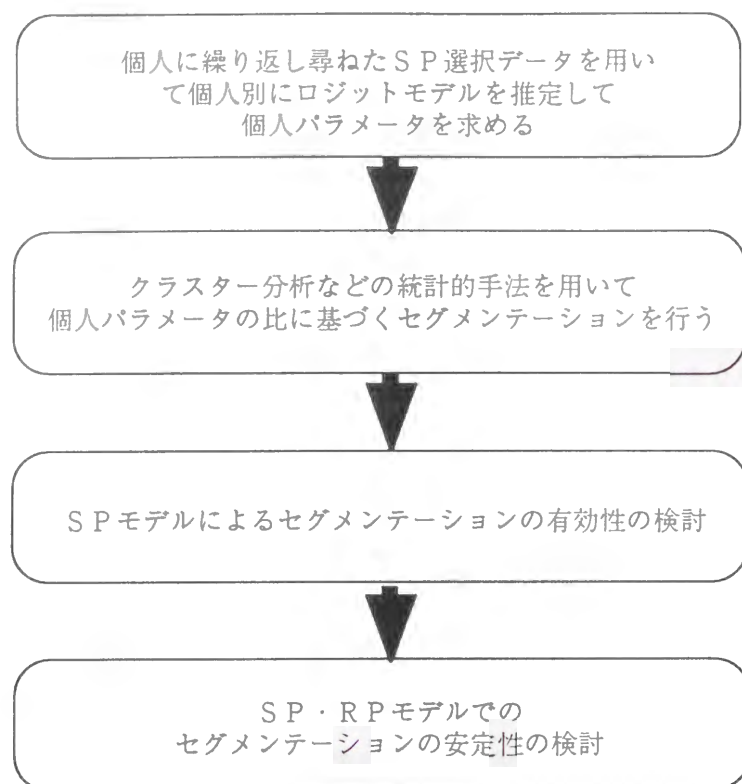 個人に繰り返し尋ねたＳＰ選択データを用い
て個人別にロジットモデルを推定して
個人パラメータを求める
クラスター分析などの統計的手法を用いて
個人パラメータの比に基づくセグメンテーションを行う
ＳＰモデルによるセグメンテーションの有効性の検討
ＳＰ・ＲＰモデルでの
セグメンテーションの安定性の検討